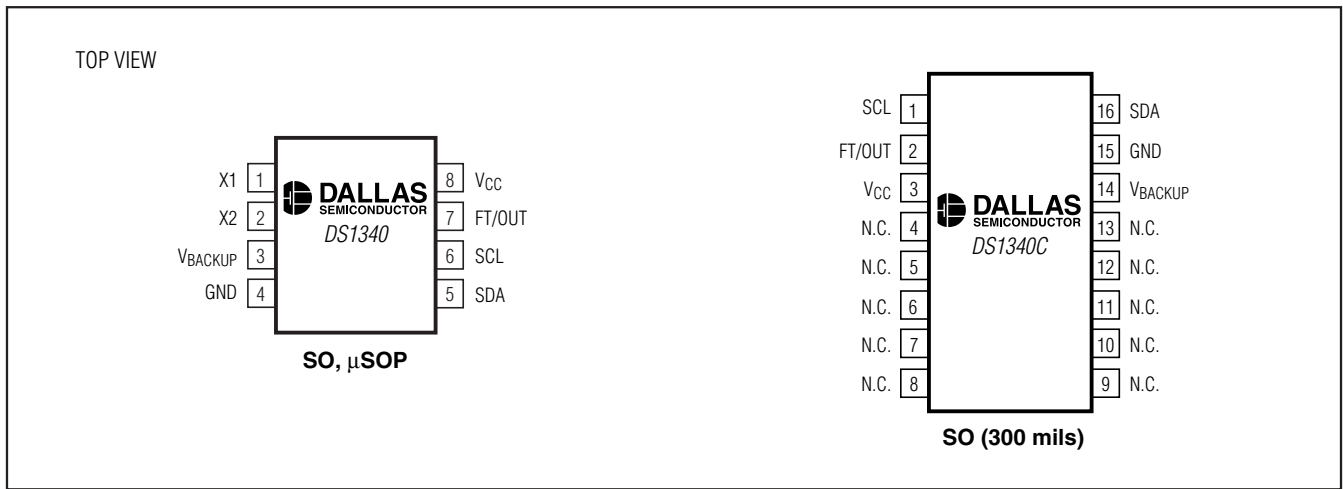 TOP VIEW
X1 1
X2 2
VBACKUP 3
GND 4
8 VCC
7 FT/OUT
6 SCL
5 SDA
DALLAS
SEMICONDUCTOR
DS1340
SO, µSOP
SCL 1
FT/OUT 2
VCC 3
N.C. 4
N.C. 5
N.C. 6
N.C. 7
N.C. 8
16 SDA
15 GND
14 VBACKUP
13 N.C.
12 N.C.
11 N.C.
10 N.C.
9 N.C.
DALLAS
SEMICONDUCTOR
DS1340C
SO (300 mils)